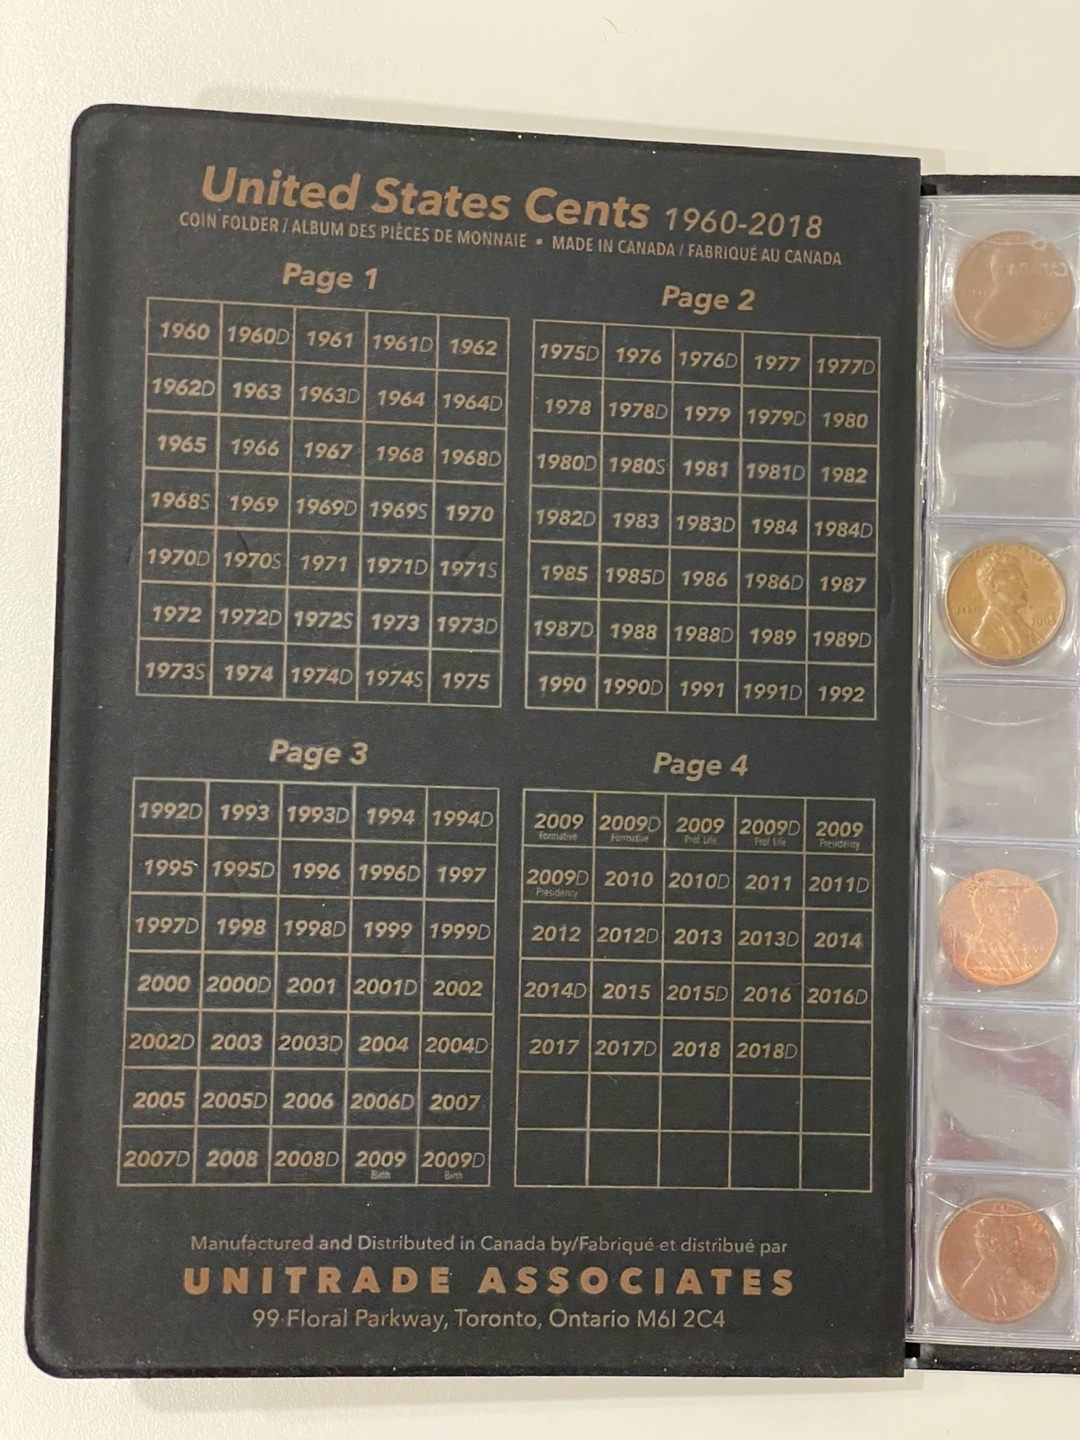 United States Cents 1960-2018
COIN FOLDER / ALBUM DES PIÈCES DE MONNAIE • MADE IN CANADA / FABRIQUÉ AU CANADA
Page 1
1960 1960D 1961 1961D 1962
1962D 1963 1963D 1964 1964D
1965 1966 1967 1968 1968D
1968S 1969 1969D 1969S 1970
1970D 1970S 1971 1971D 1971S
1972 1972D 1972S 1973 1973D
1973S 1974 1974D 1974S 1975
Page 2
1975D 1976 1976D 1977 1977D
1978 1978D 1979 1979D 1980
1980D 1980S 1981 1981D 1982
1982D 1983 1983D 1984 1984D
1985 1985D 1986 1986D 1987
1987D 1988 1988D 1989 1989D
1990 1990D 1991 1991D 1992
Page 3
1992D 1993 1993D 1994 1994D
1995 1995D 1996 1996D 1997
1997D 1998 1998D 1999 1999D
2000 2000D 2001 2001D 2002
2002D 2003 2003D 2004 2004D
2005 2005D 2006 2006D 2007
2007D 2008 2008D 2009 2009D
Birth Birth
Page 4
2009 2009D 2009 2009D 2009
Formative Formative Prof Life Prof Life Presidency
2009D 2010 2010D 2011 2011D
Presidency
2012 2012D 2013 2013D 2014
2014D 2015 2015D 2016 2016D
2017 2017D 2018 2018D
Manufactured and Distributed in Canada by/Fabriqué et distribué par
UNITRADE ASSOCIATES
99 Floral Parkway, Toronto, Ontario M6l 2C4